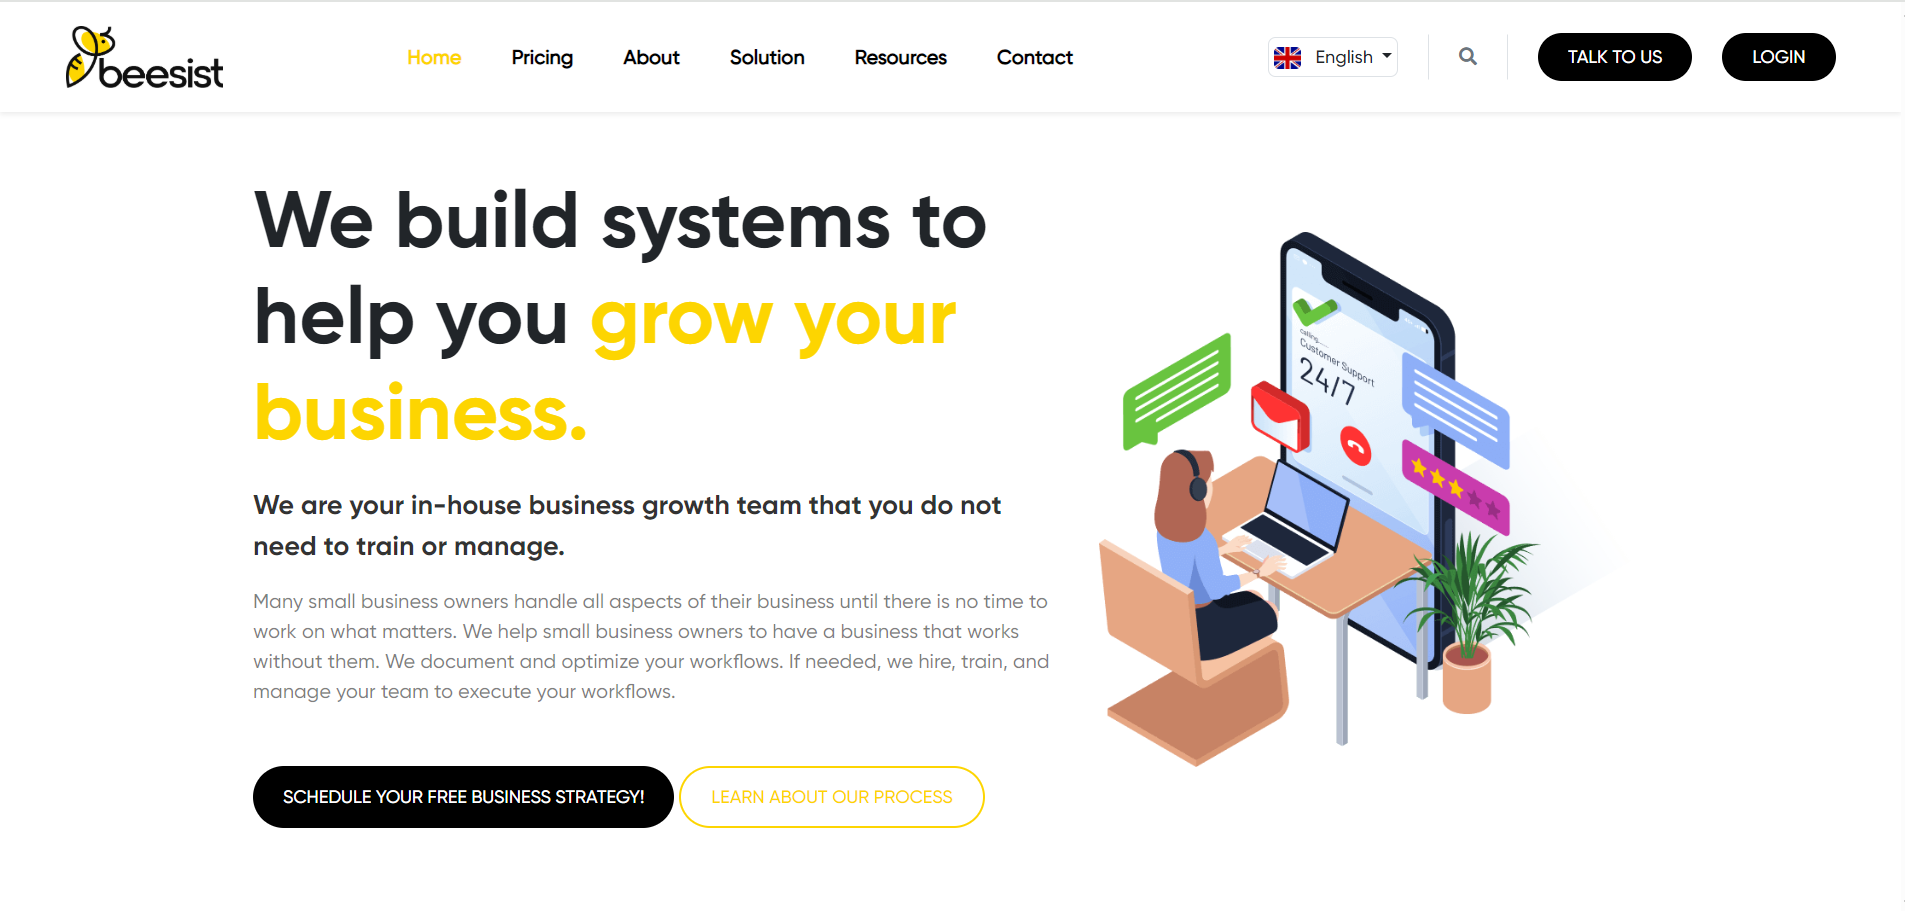 beesist
Home
Pricing
About
Solution
Resources
Contact
English
TALK TO US
LOGIN
We build systems to
help you grow your
business.
We are your in-house business growth team that you do not
need to train or manage.
Many small business owners handle all aspects of their business until there is no time to
work on what matters. We help small business owners to have a business that works
without them. We document and optimize your workflows. If needed, we hire, train, and
manage your team to execute your workflows.
SCHEDULE YOUR FREE BUSINESS STRATEGY!
LEARN ABOUT OUR PROCESS
calling......
Customer Support
24/7